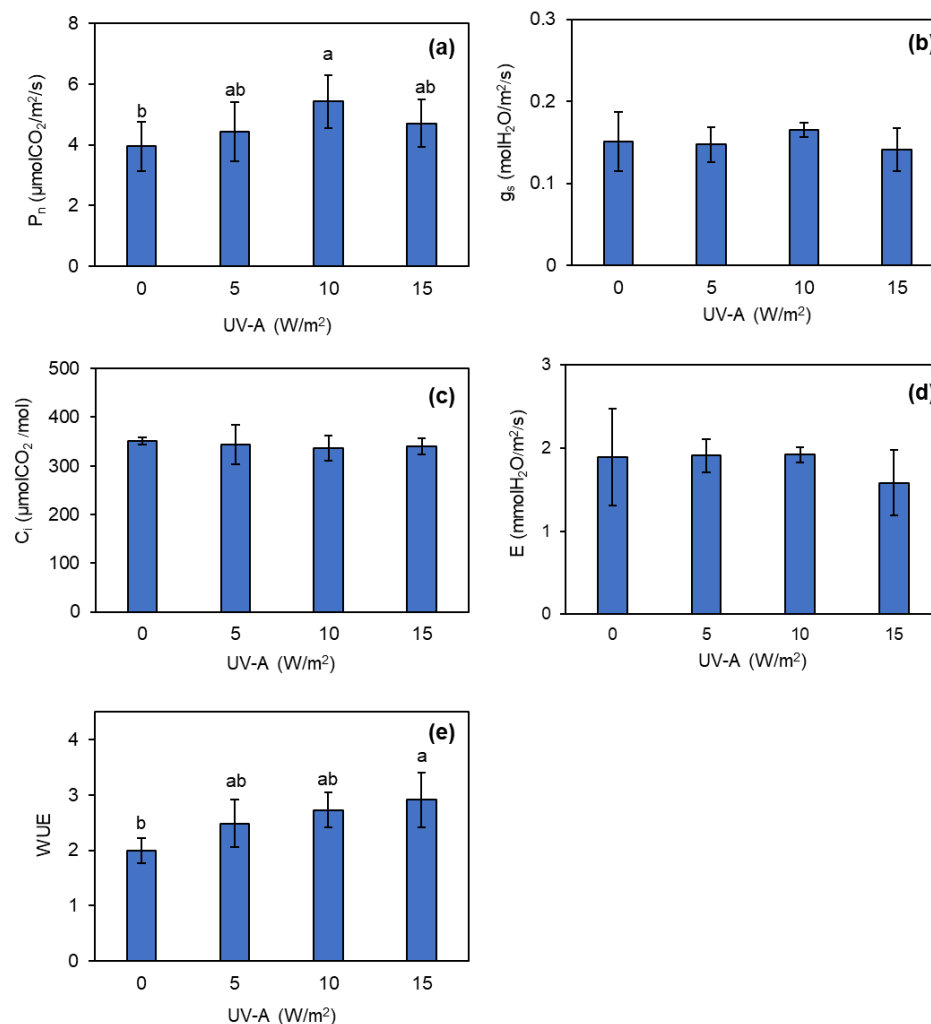 (a)
Pₙ (µmolCO₂/m²/s)
8
6
4
2
0
b
ab
a
ab
0 5 10 15
UV-A (W/m²)
(b)
gₛ (molH₂O/m²/s)
0.3
0.2
0.1
0
0 5 10 15
UV-A (W/m²)
(c)
Cᵢ (µmolCO₂ /mol)
500
400
300
200
100
0
0 5 10 15
UV-A (W/m²)
(d)
E (mmolH₂O/m²/s)
3
2
1
0
0 5 10 15
UV-A (W/m²)
(e)
WUE
4
3
2
1
0
b
ab
ab
a
0 5 10 15
UV-A (W/m²)